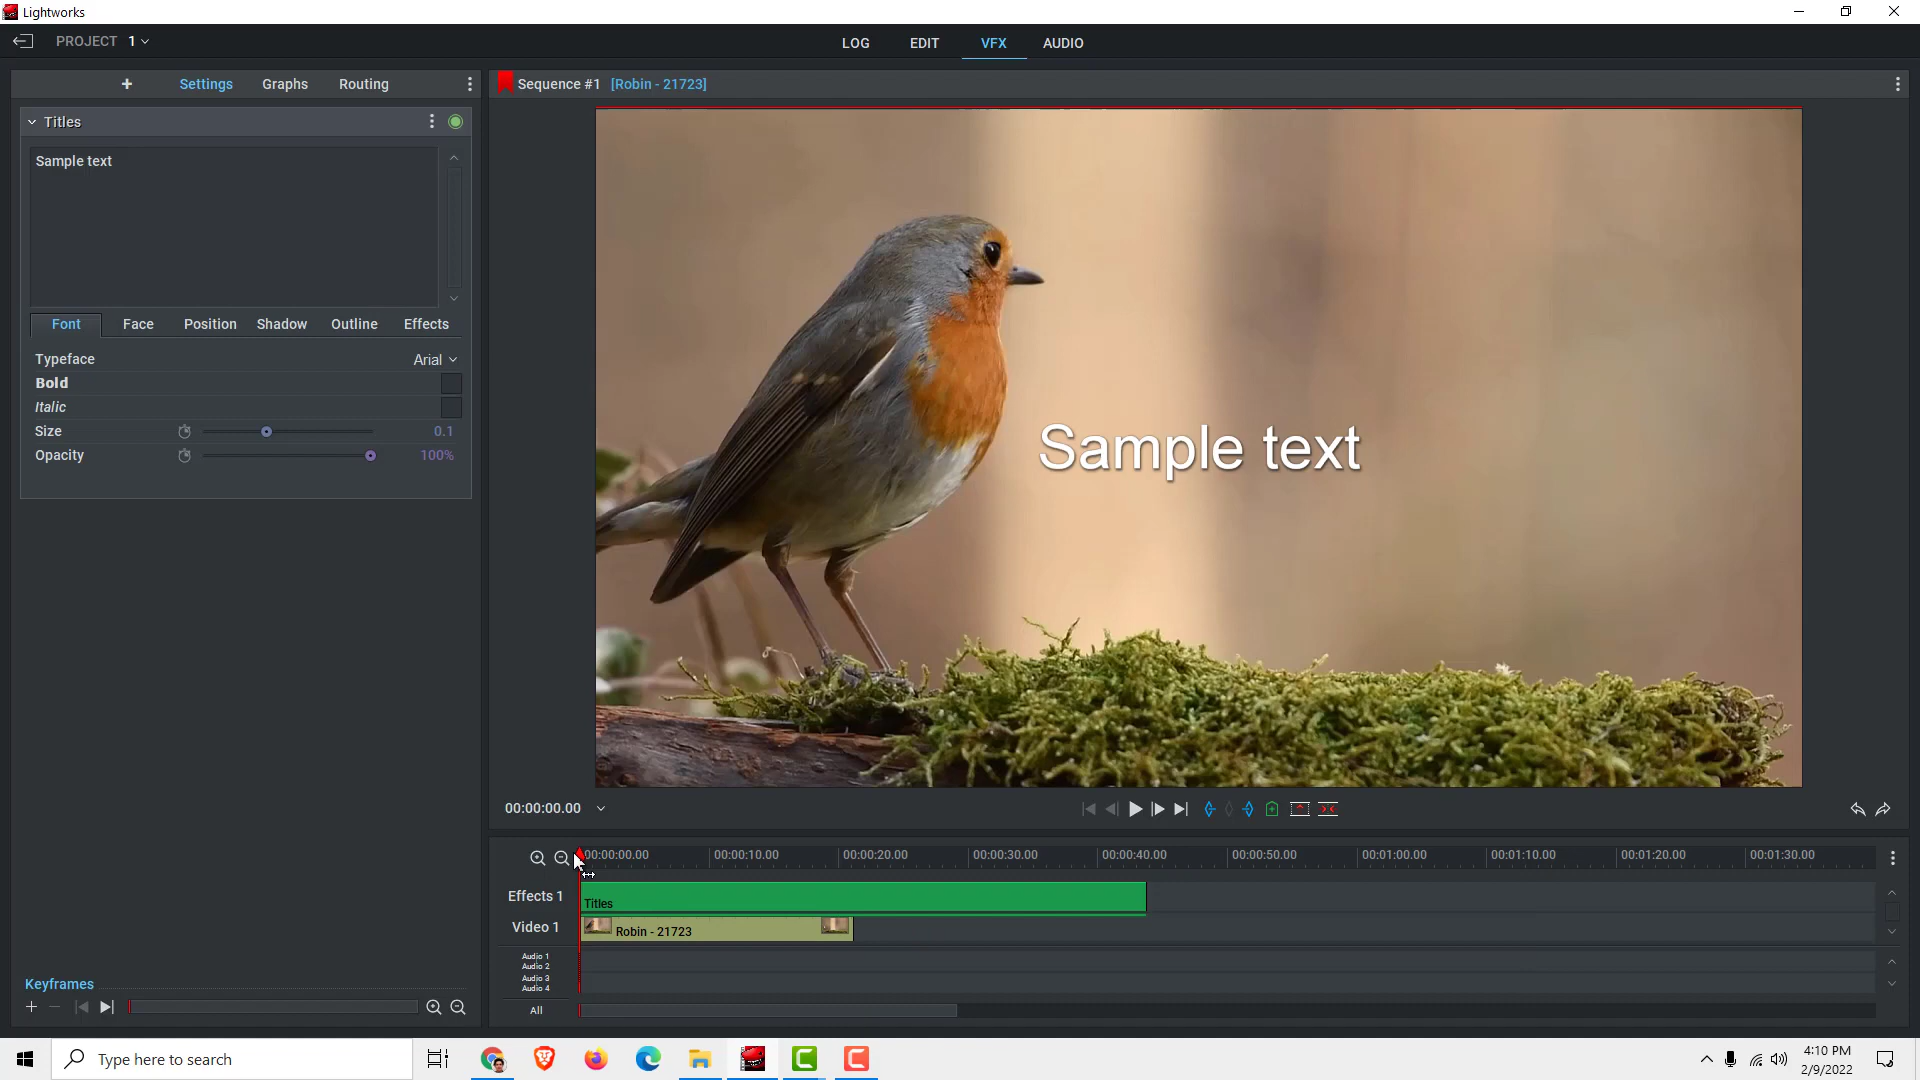 Lightworks
PROJECT 1
LOG EDIT VFX AUDIO
+ Settings Graphs Routing
Sequence #1 [Robin - 21723]
Titles
Sample text
Font Face Position Shadow Outline Effects
Typeface Arial
Bold
Italic
Size 0.1
Opacity 100%
Sample text
00:00:00.00
00:00:00.00 00:00:10.00 00:00:20.00 00:00:30.00 00:00:40.00 00:00:50.00 00:01:00.00 00:01:10.00 00:01:20.00 00:01:30.00
Effects 1 Titles
Video 1 Robin - 21723
Audio 1
Audio 2
Audio 3
Audio 4
All
Keyframes
Type here to search
4:10 PM
2/9/2022